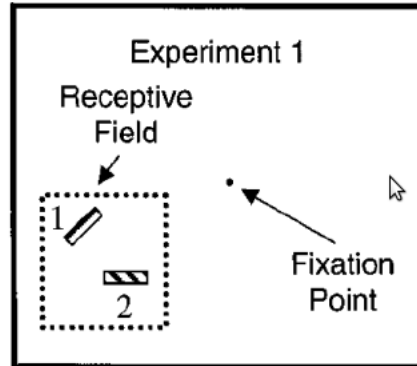 Experiment 1
Receptive
Field
1
2
Fixation
Point